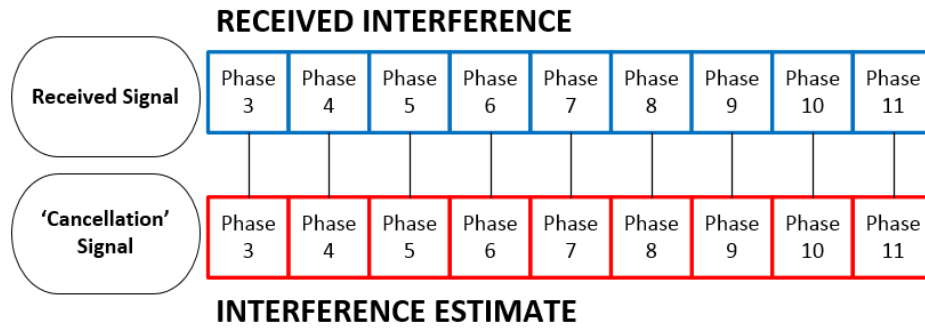 RECEIVED INTERFERENCE
Received Signal
Phase 3
Phase 4
Phase 5
Phase 6
Phase 7
Phase 8
Phase 9
Phase 10
Phase 11
‘Cancellation’
Signal
Phase 3
Phase 4
Phase 5
Phase 6
Phase 7
Phase 8
Phase 9
Phase 10
Phase 11
INTERFERENCE ESTIMATE